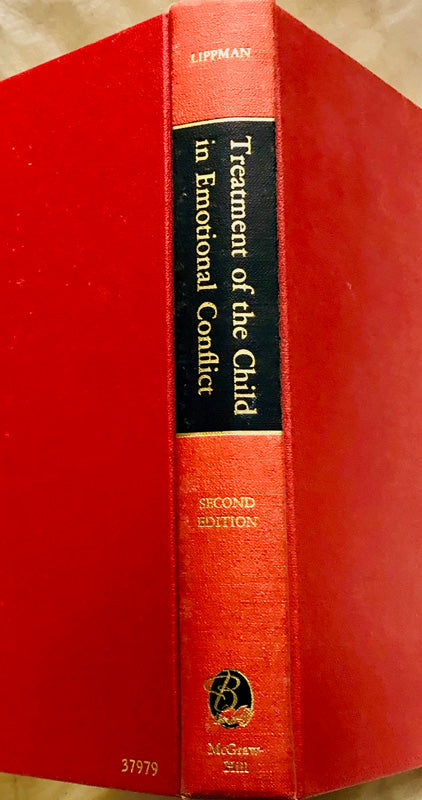 LIPPMAN
Treatment of the Child
in Emotional Conflict
SECOND
EDITION
B
McGraw-
Hill
37979